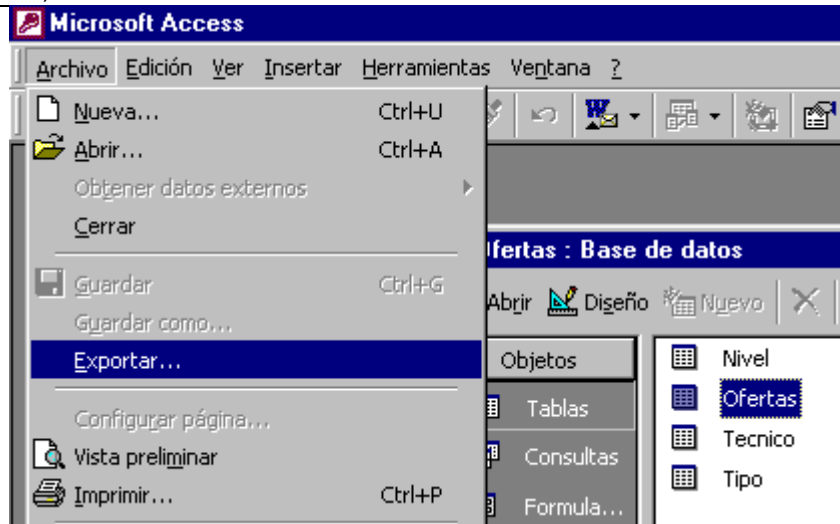 Microsoft Access
Archivo Edición Ver Insertar Herramientas Ventana ?
Nueva... Ctrl+U
Abrir... Ctrl+A
Obtener datos externos
Cerrar
Guardar Ctrl+G
Guardar como...
Exportar...
Configurar página...
Vista preliminar
Imprimir... Ctrl+P
fertas : Base de datos
Abrir Diseño Nuevo
Objetos
Tablas
Consultas
Formula...
Nivel
Ofertas
Tecnico
Tipo